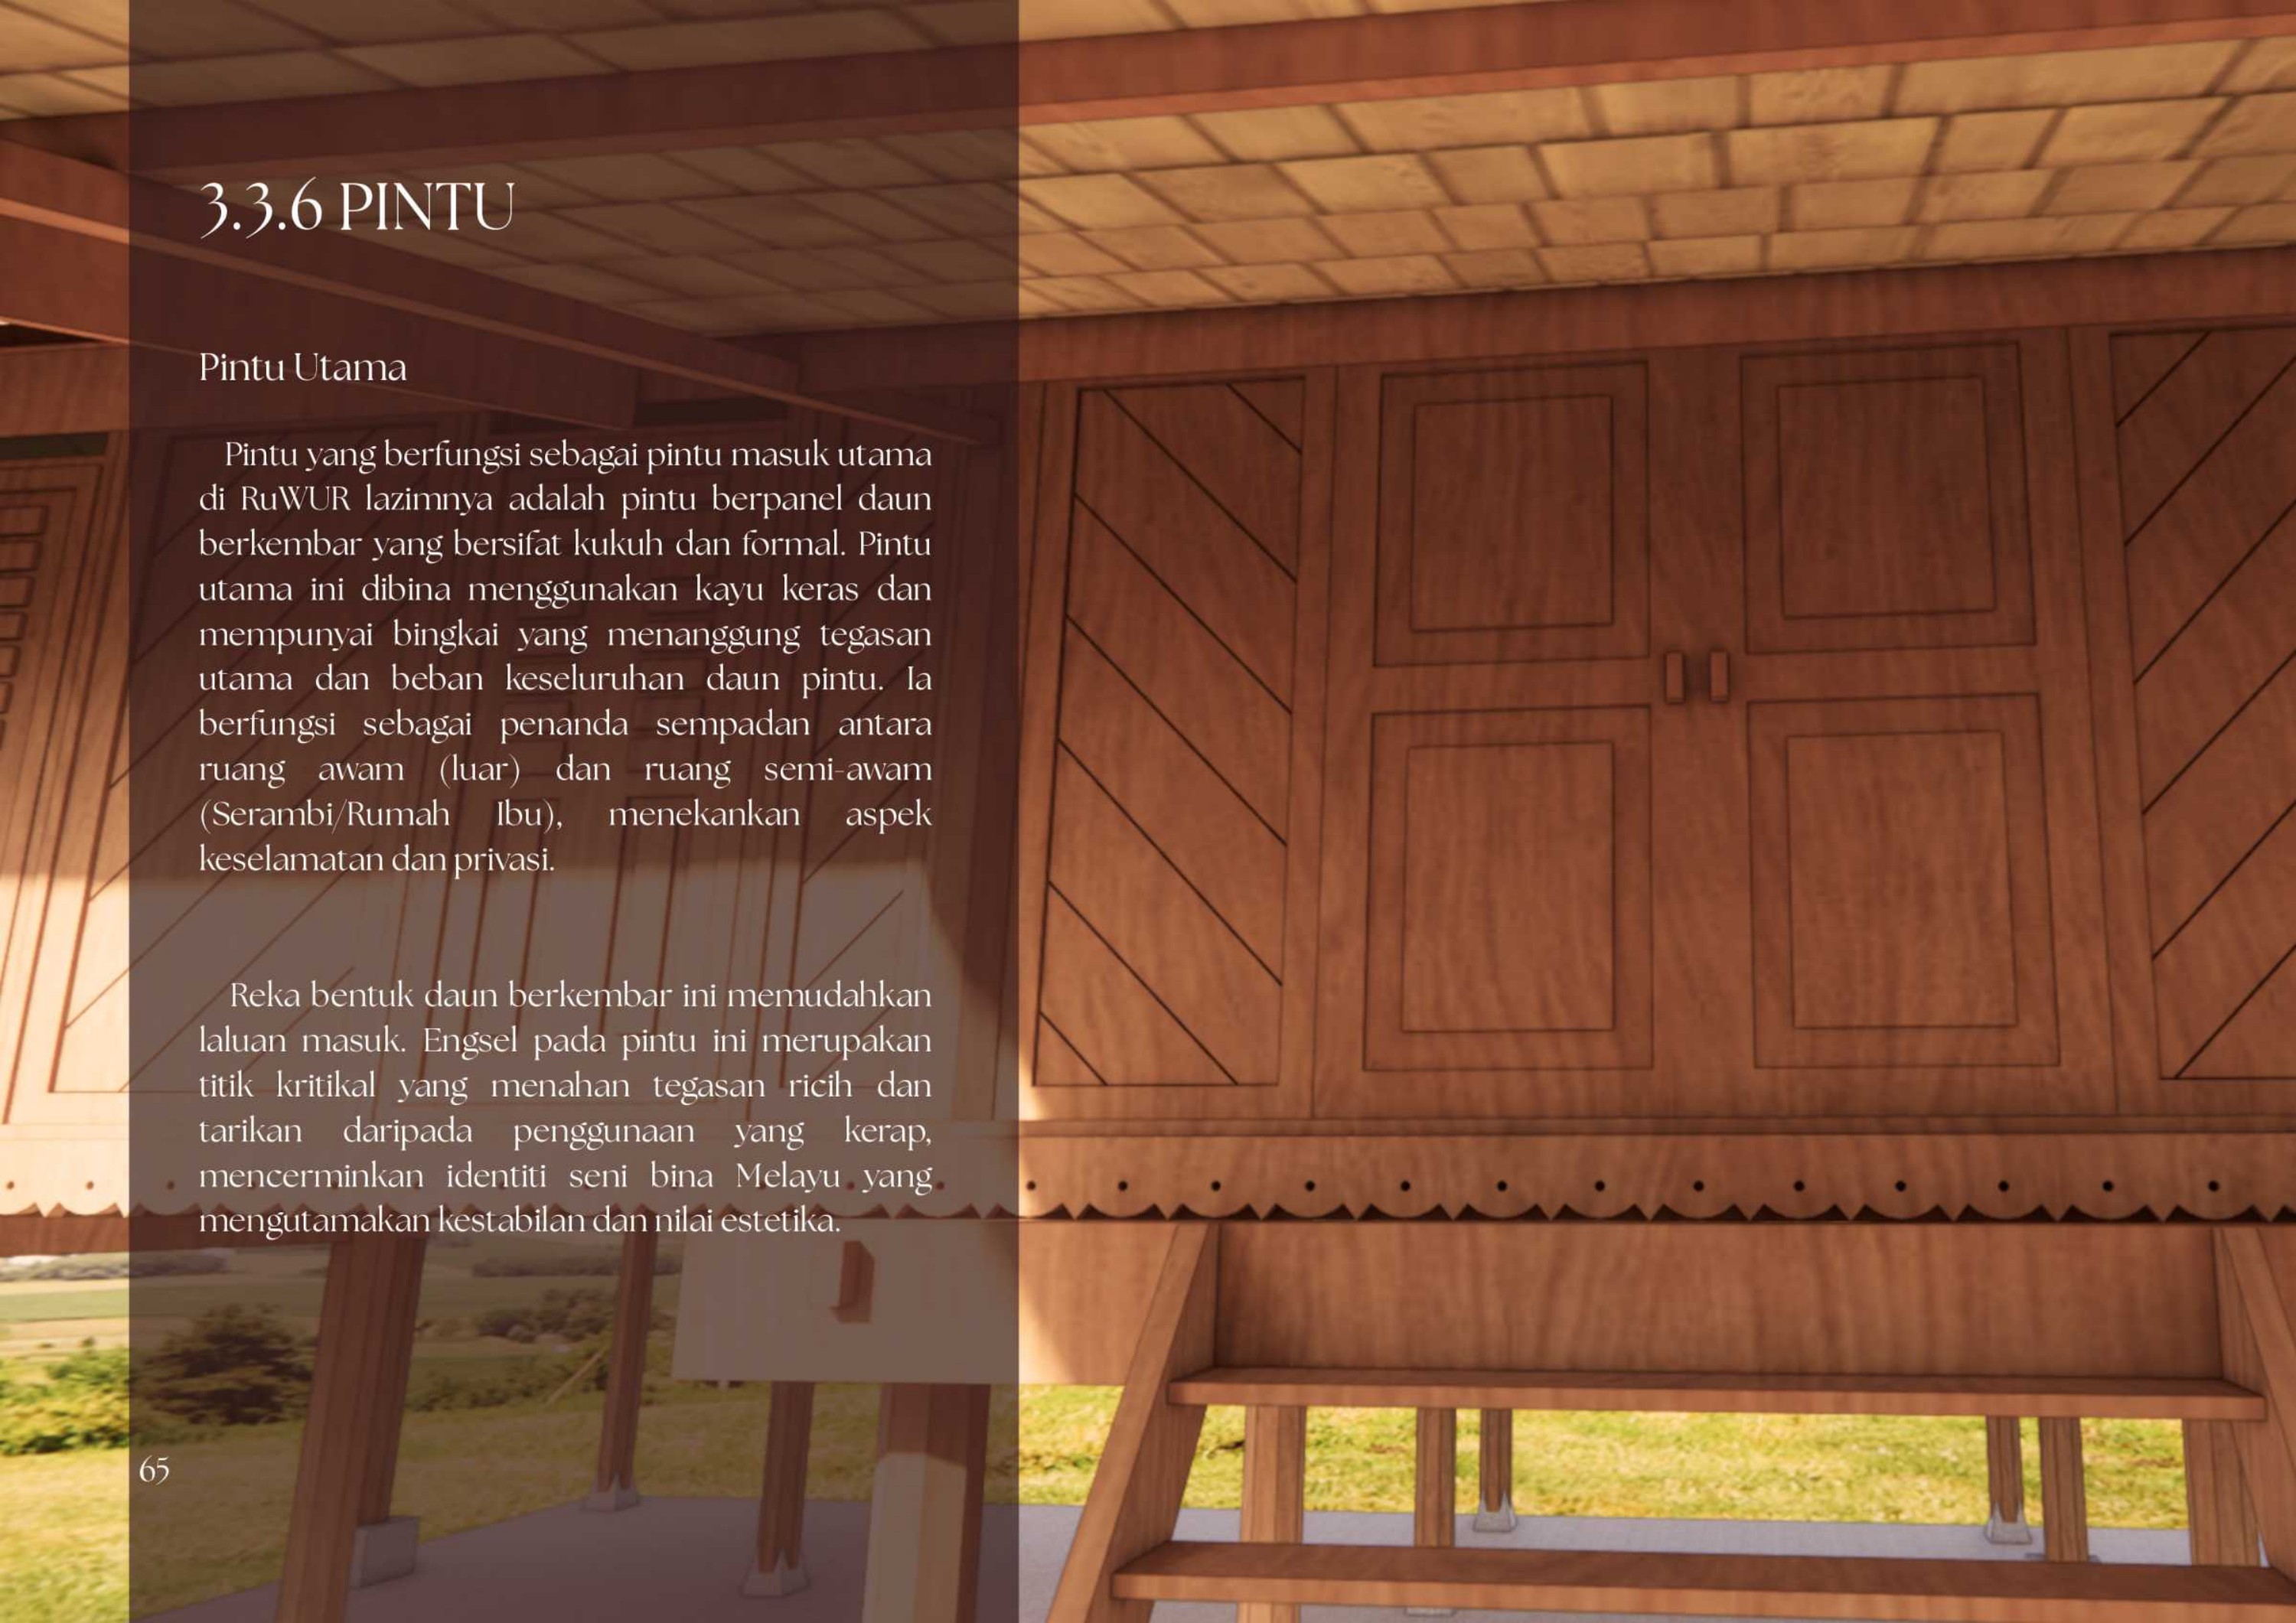 3.3.6 PINTU
Pintu Utama
Pintu yang berfungsi sebagai pintu masuk utama
di RuWUR lazimnya adalah pintu berpanel daun
berkembar yang bersifat kukuh dan formal. Pintu
utama ini dibina menggunakan kayu keras dan
mempunyai bingkai yang menanggung tegasan
utama dan beban keseluruhan daun pintu. Ia
berfungsi sebagai penanda sempadan antara
ruang awam (luar) dan ruang semi-awam
(Serambi/Rumah Ibu), menekankan aspek
keselamatan dan privasi.
Reka bentuk daun berkembar ini memudahkan
laluan masuk. Engsel pada pintu ini merupakan
titik kritikal yang menahan tegasan ricih dan
tarikan daripada penggunaan yang kerap,
mencerminkan identiti seni bina Melayu yang
mengutamakan kestabilan dan nilai estetika.
65